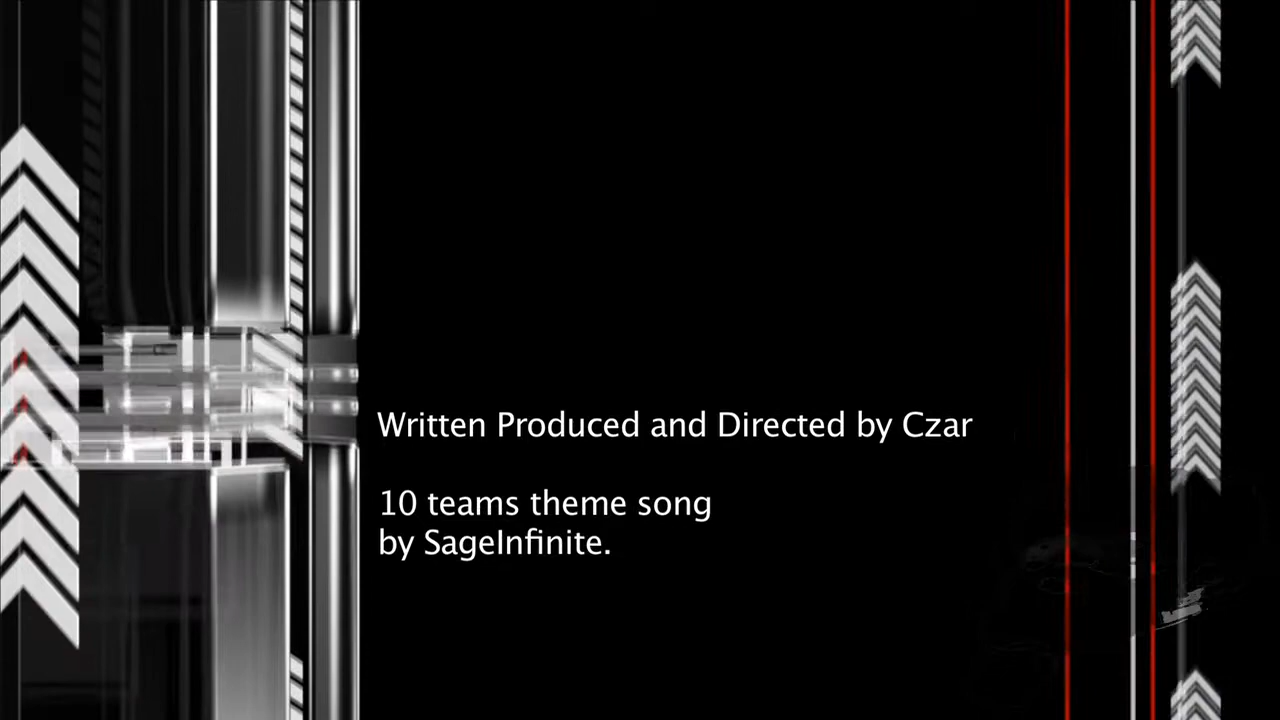 Written Produced and Directed by Czar
10 teams theme song
by SageInfinite.